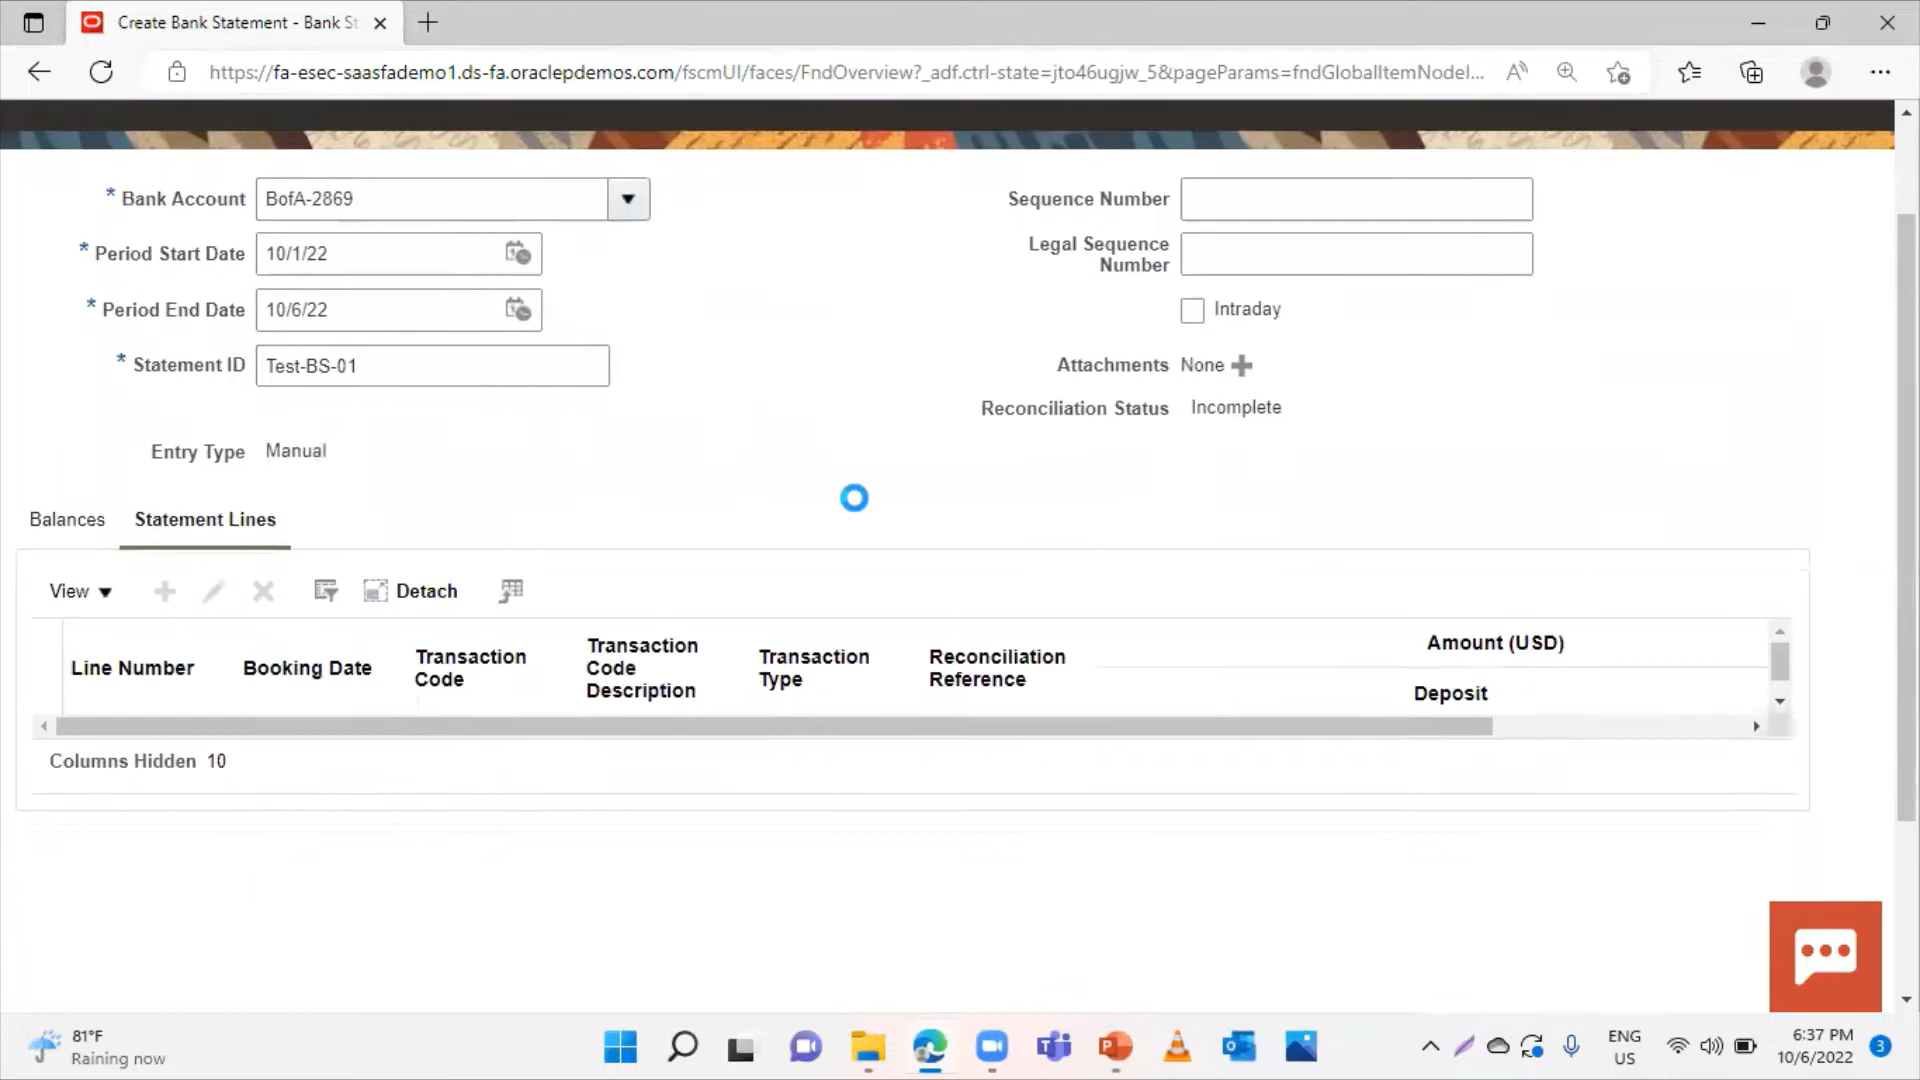 Create Bank Statement - Bank St
https://fa-esec-saasfademo1.ds-fa.oraclepdemos.com/fscmUI/faces/FndOverview?_adf.ctrl-state=jto46ugjw_5&pageParams=fndGlobalItemNodeI...
* Bank Account BofA-2869
* Period Start Date 10/1/22
* Period End Date 10/6/22
* Statement ID Test-BS-01
Entry Type Manual
Sequence Number
Legal Sequence
Number
Intraday
Attachments None
Reconciliation Status Incomplete
Balances Statement Lines
View Detach
Line Number
Booking Date
Transaction
Code
Transaction
Code
Description
Transaction
Type
Reconciliation
Reference
Amount (USD)
Deposit
Columns Hidden 10
81°F
Raining now
ENG
US
6:37 PM
10/6/2022
3